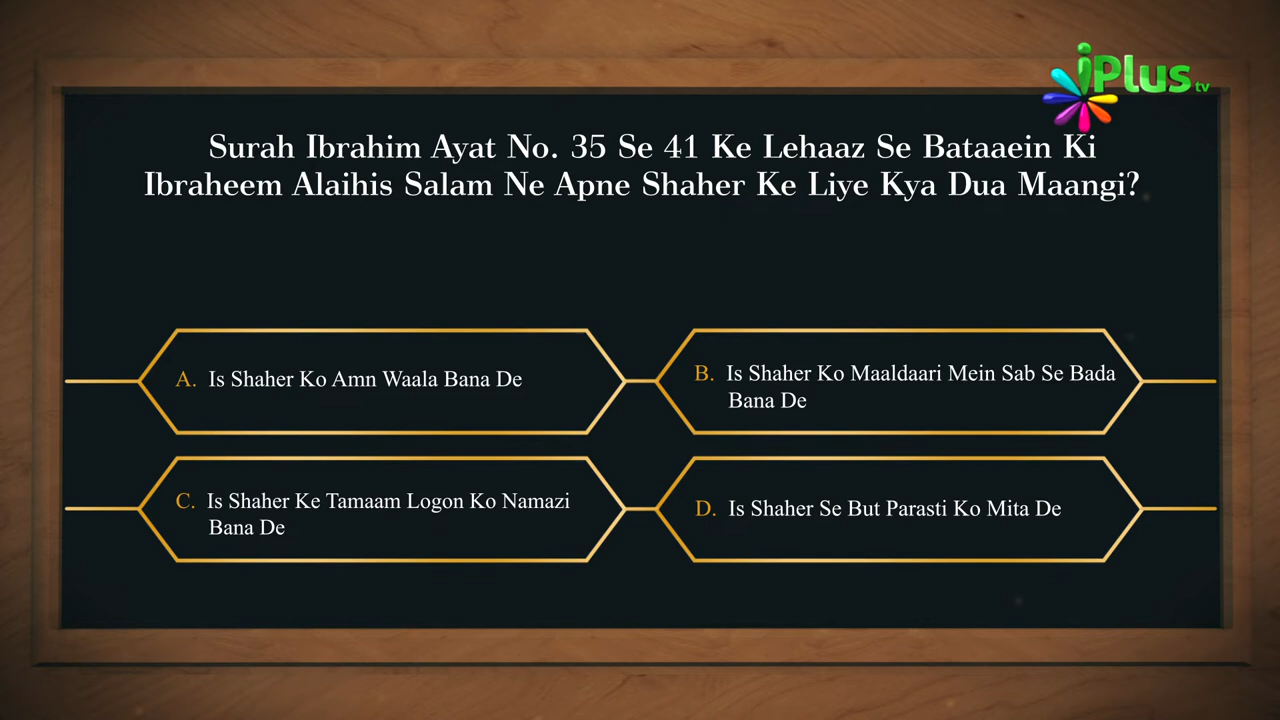 iPlus tv
Surah Ibrahim Ayat No. 35 Se 41 Ke Lehaaz Se Bataaein Ki
Ibraheem Alaihis Salam Ne Apne Shaher Ke Liye Kya Dua Maangi?
A. Is Shaher Ko Amn Waala Bana De
B. Is Shaher Ko Maaldaari Mein Sab Se Bada
Bana De
C. Is Shaher Ke Tamaam Logon Ko Namazi
Bana De
D. Is Shaher Se But Parasti Ko Mita De